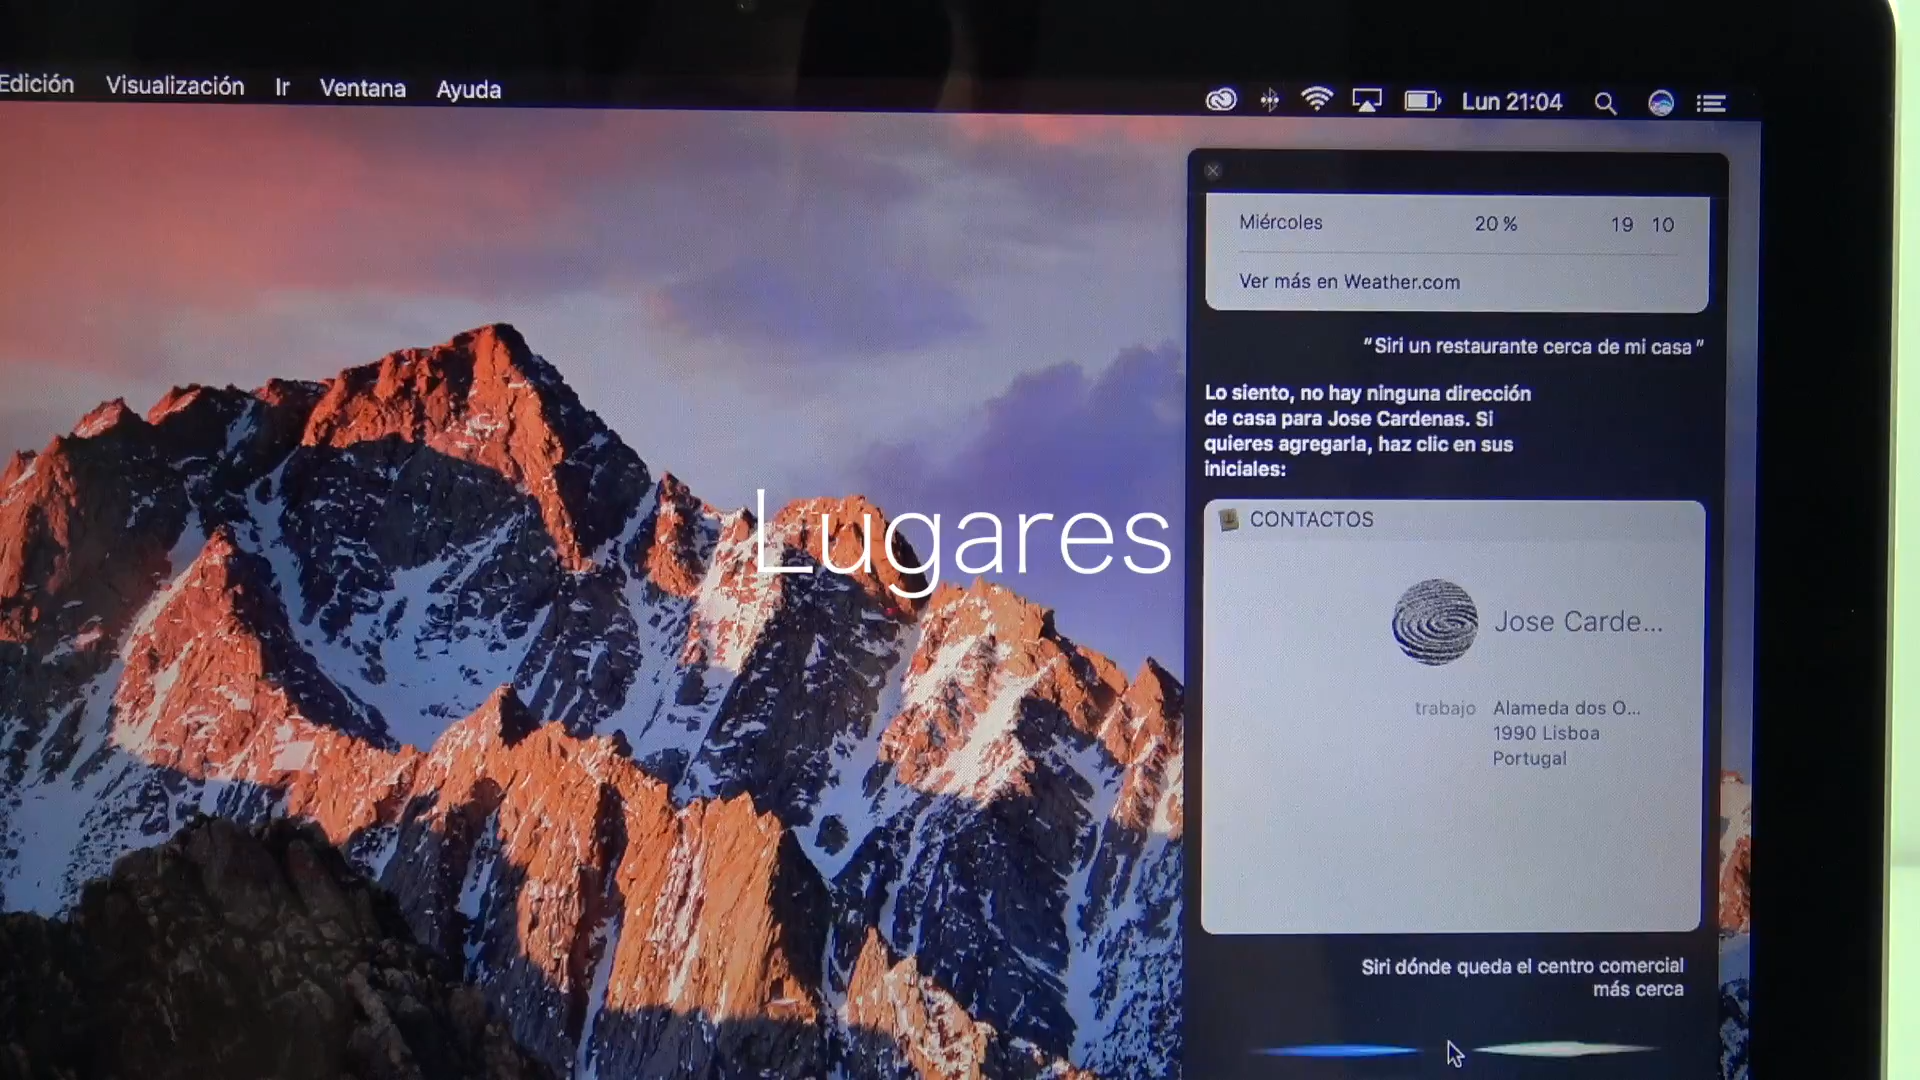 Edición Visualización Ir Ventana Ayuda
Lun 21:04
Miércoles 20 % 19 10
Ver más en Weather.com
“Siri un restaurante cerca de mi casa”
Lo siento, no hay ninguna dirección
de casa para Jose Cardenas. Si
quieres agregarla, haz clic en sus
iniciales:
CONTACTOS
Lugares
Jose Carde...
trabajo Alameda dos O...
1990 Lisboa
Portugal
Siri dónde queda el centro comercial
más cerca